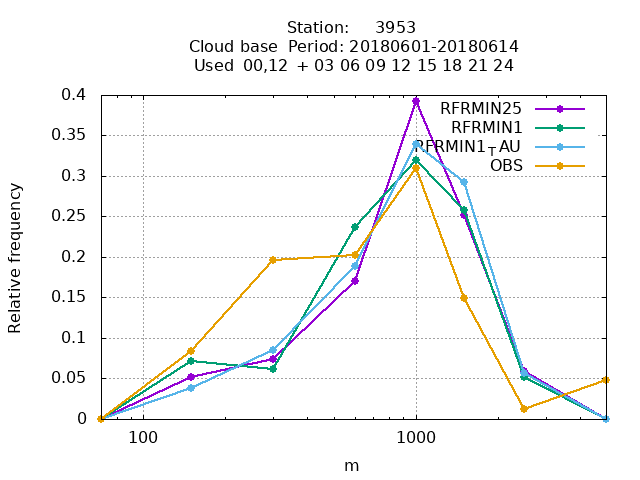 Station: 3953
Cloud base Period: 20180601-20180614
Used 00,12 + 03 06 09 12 15 18 21 24
0.4
0.35
0.3
0.25
0.2
0.15
0.1
0.05
0
Relative frequency
RFRMIN25
RFRMIN1
RFRMIN1TAU
OBS
100
1000
m